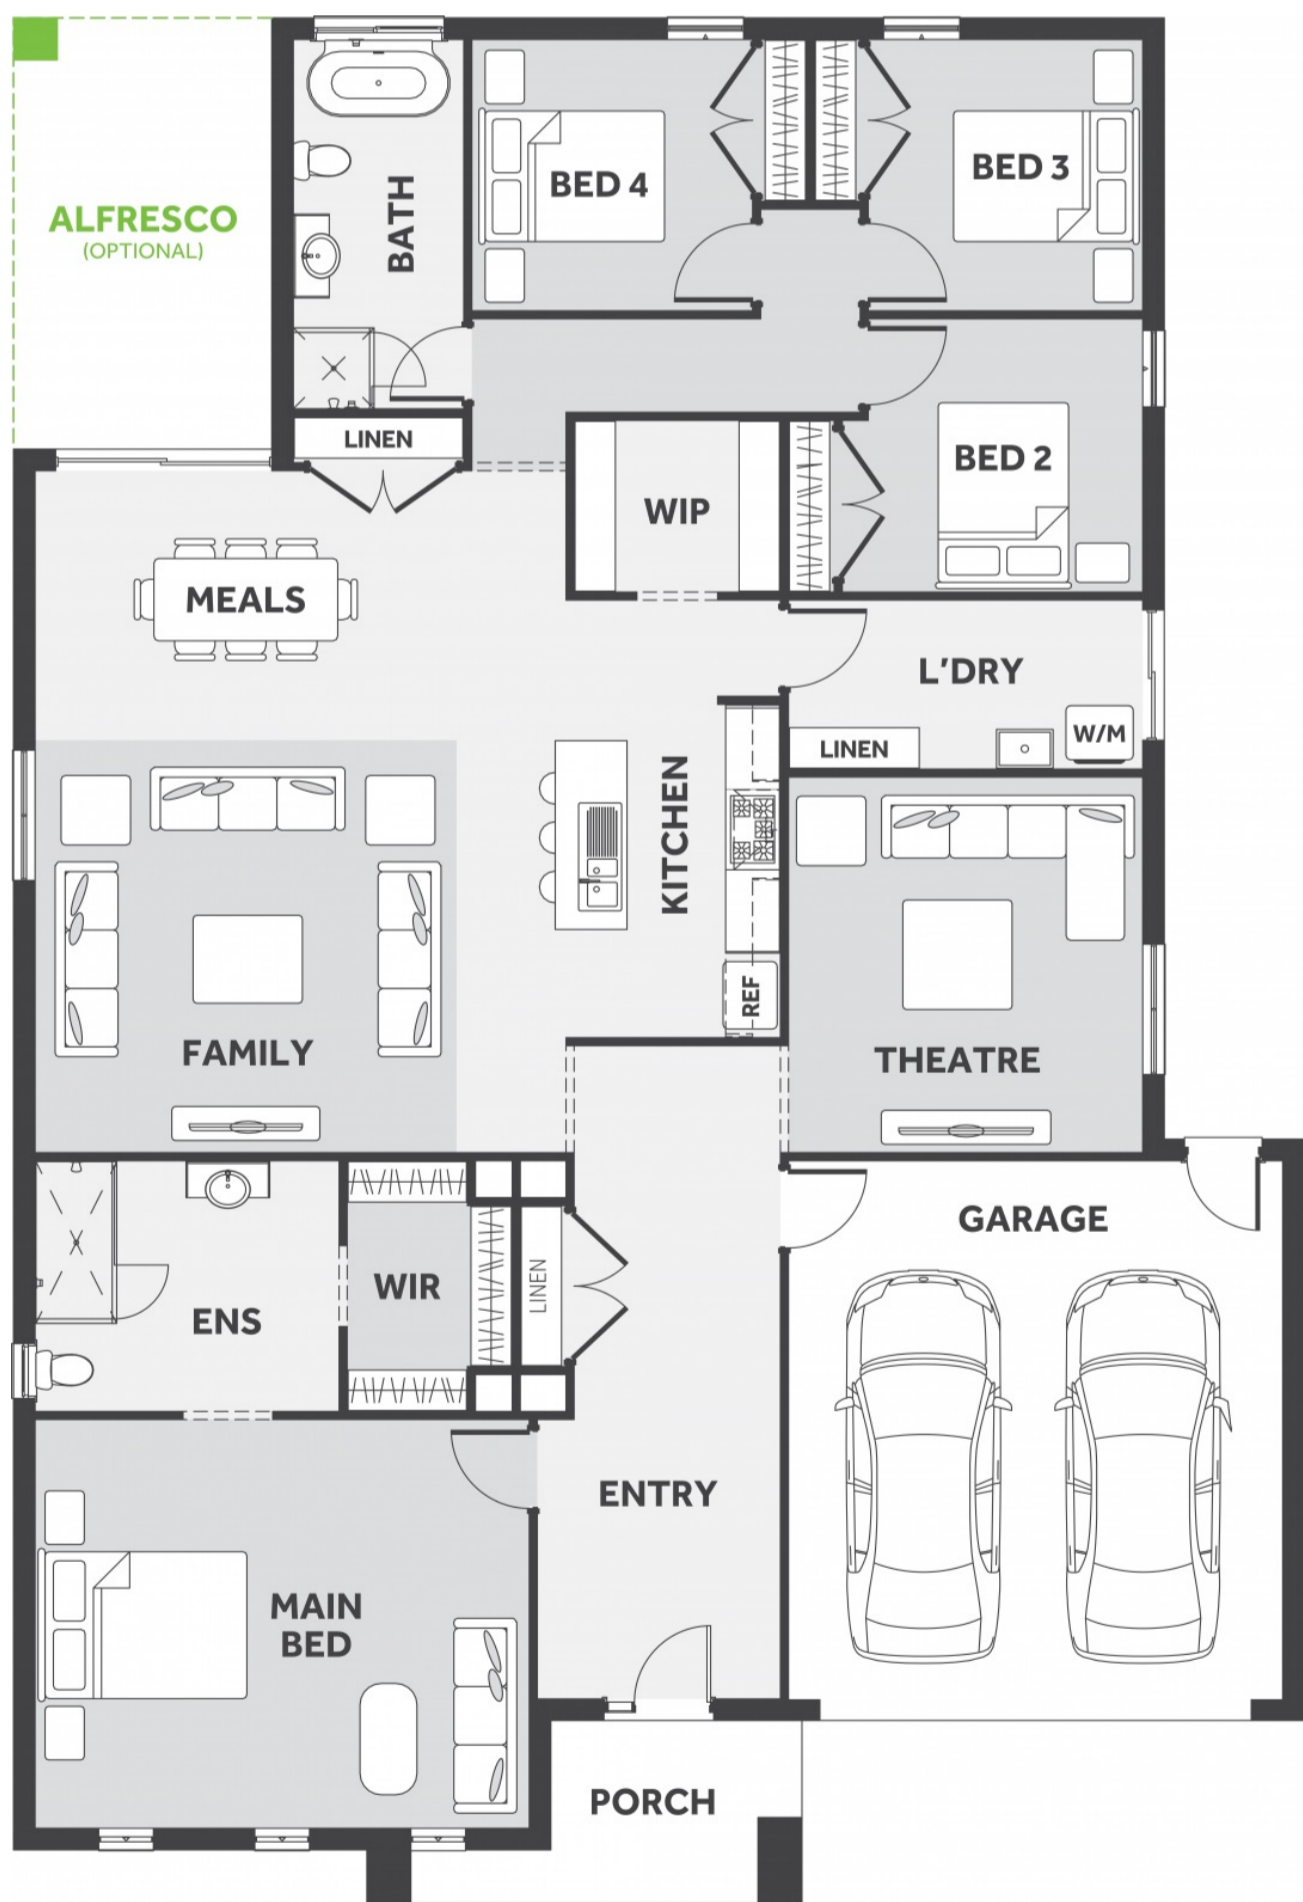 BED 3
BED 4
ALFRESCO
(OPTIONAL)
BATH
LINEN
BED 2
WIP
MEALS
L'DRY
W/M
LINEN
KITCHEN
REF
FAMILY
THEATRE
GARAGE
LINEN
WIR
ENS
ENTRY
MAIN
BED
PORCH